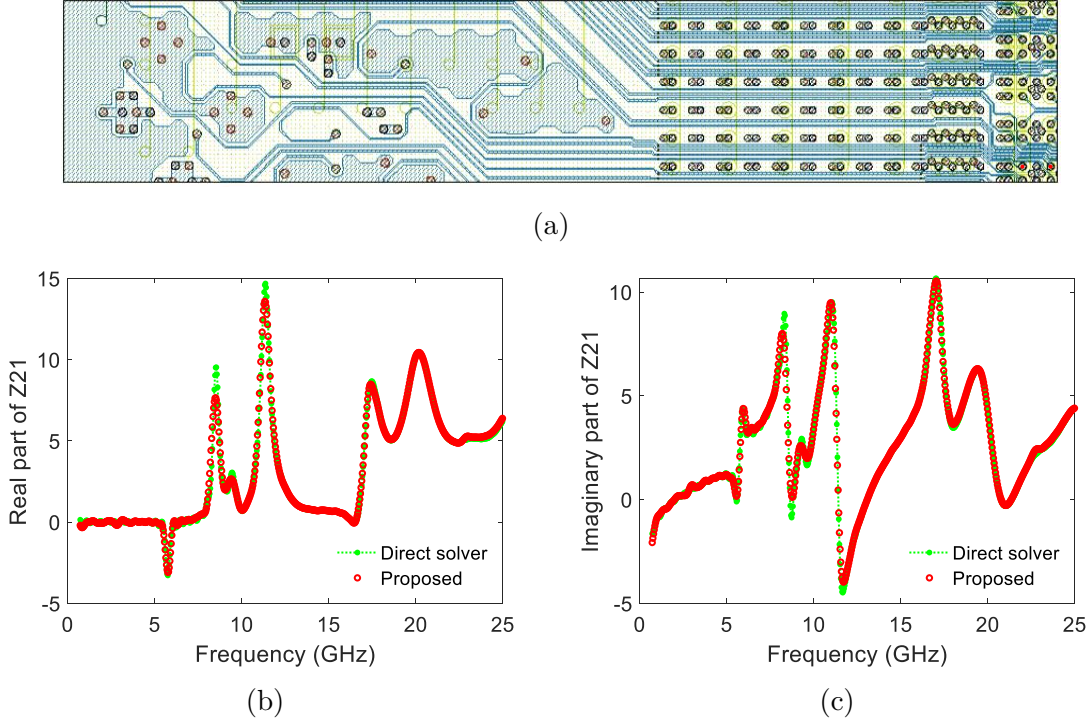 (a)
15
10
5
0
-5
Real part of Z21
Direct solver
Proposed
0 5 10 15 20 25
Frequency (GHz)
(b)
10
5
0
-5
Imaginary part of Z21
Direct solver
Proposed
0 5 10 15 20 25
Frequency (GHz)
(c)